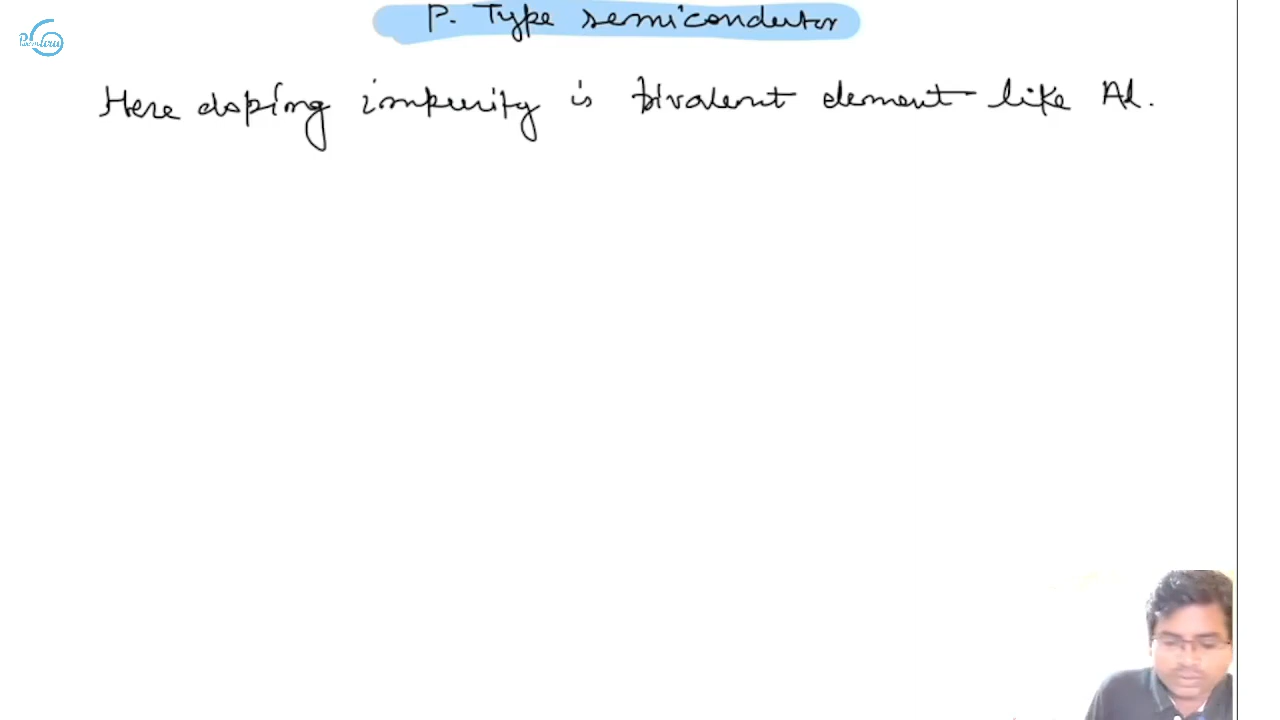 P. Type semiconductor
Here doping impurity is trivalent element like Al.